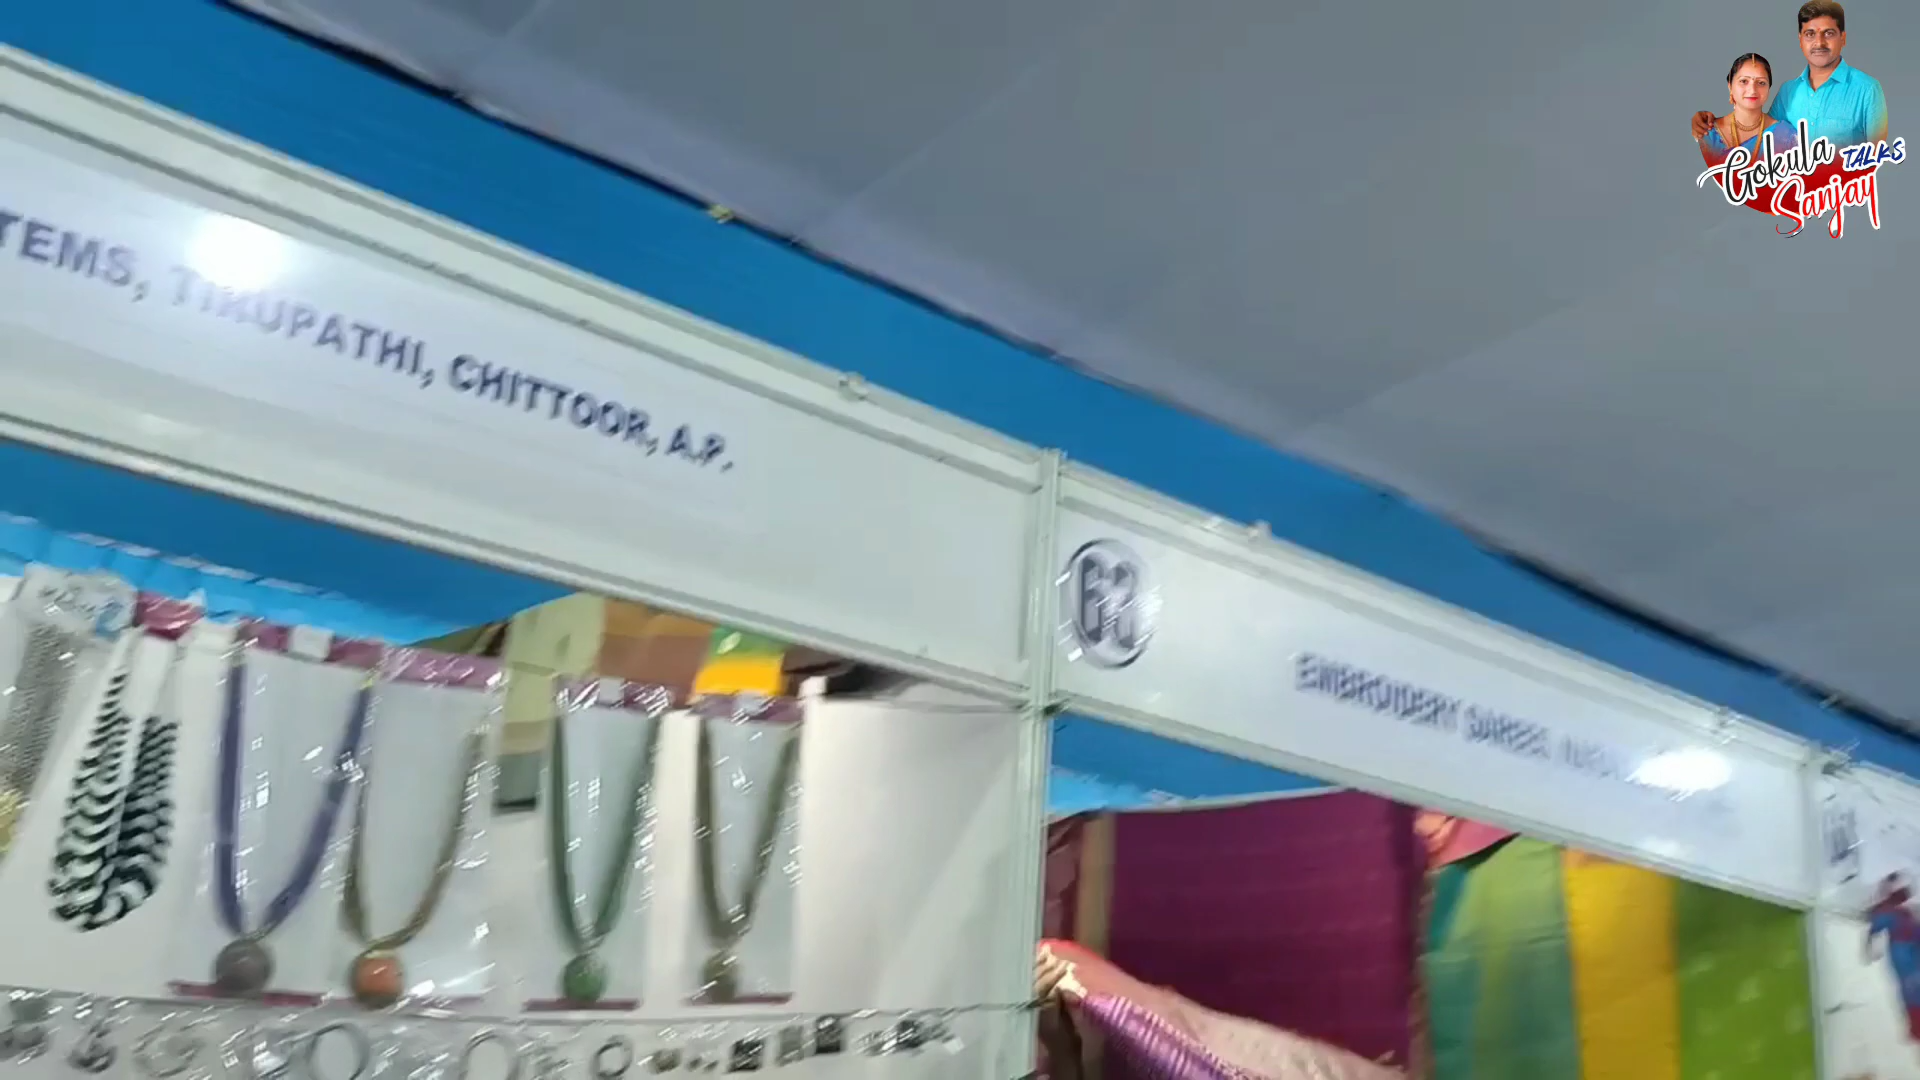 TEMS, TIRUPATHI, CHITTOOR, A.P.
EMBROIDERY SAREES
Gokula TALKS
Sanjay